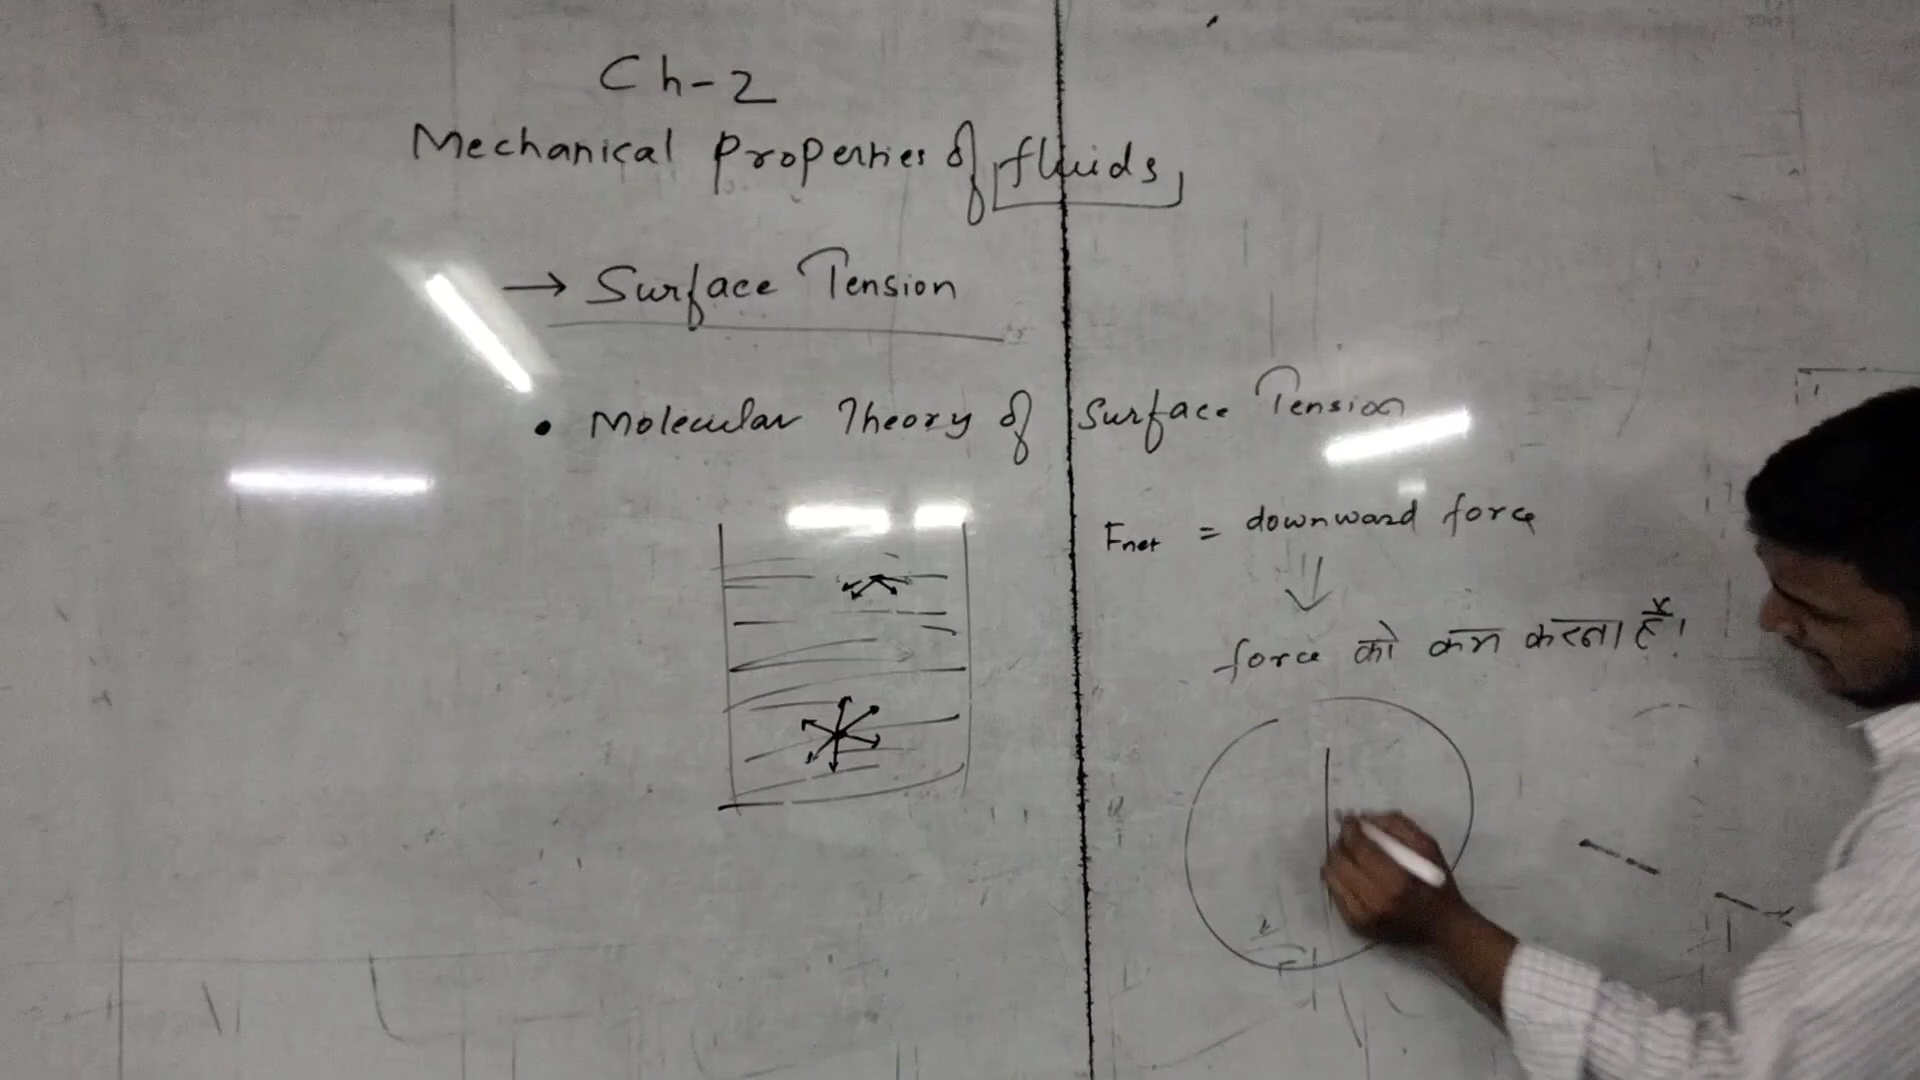 Ch-2
Mechanical Properties of fluids
→ Surface Tension
• Molecular Theory of Surface Tension
Fnet = downward force
force को कम करता है।